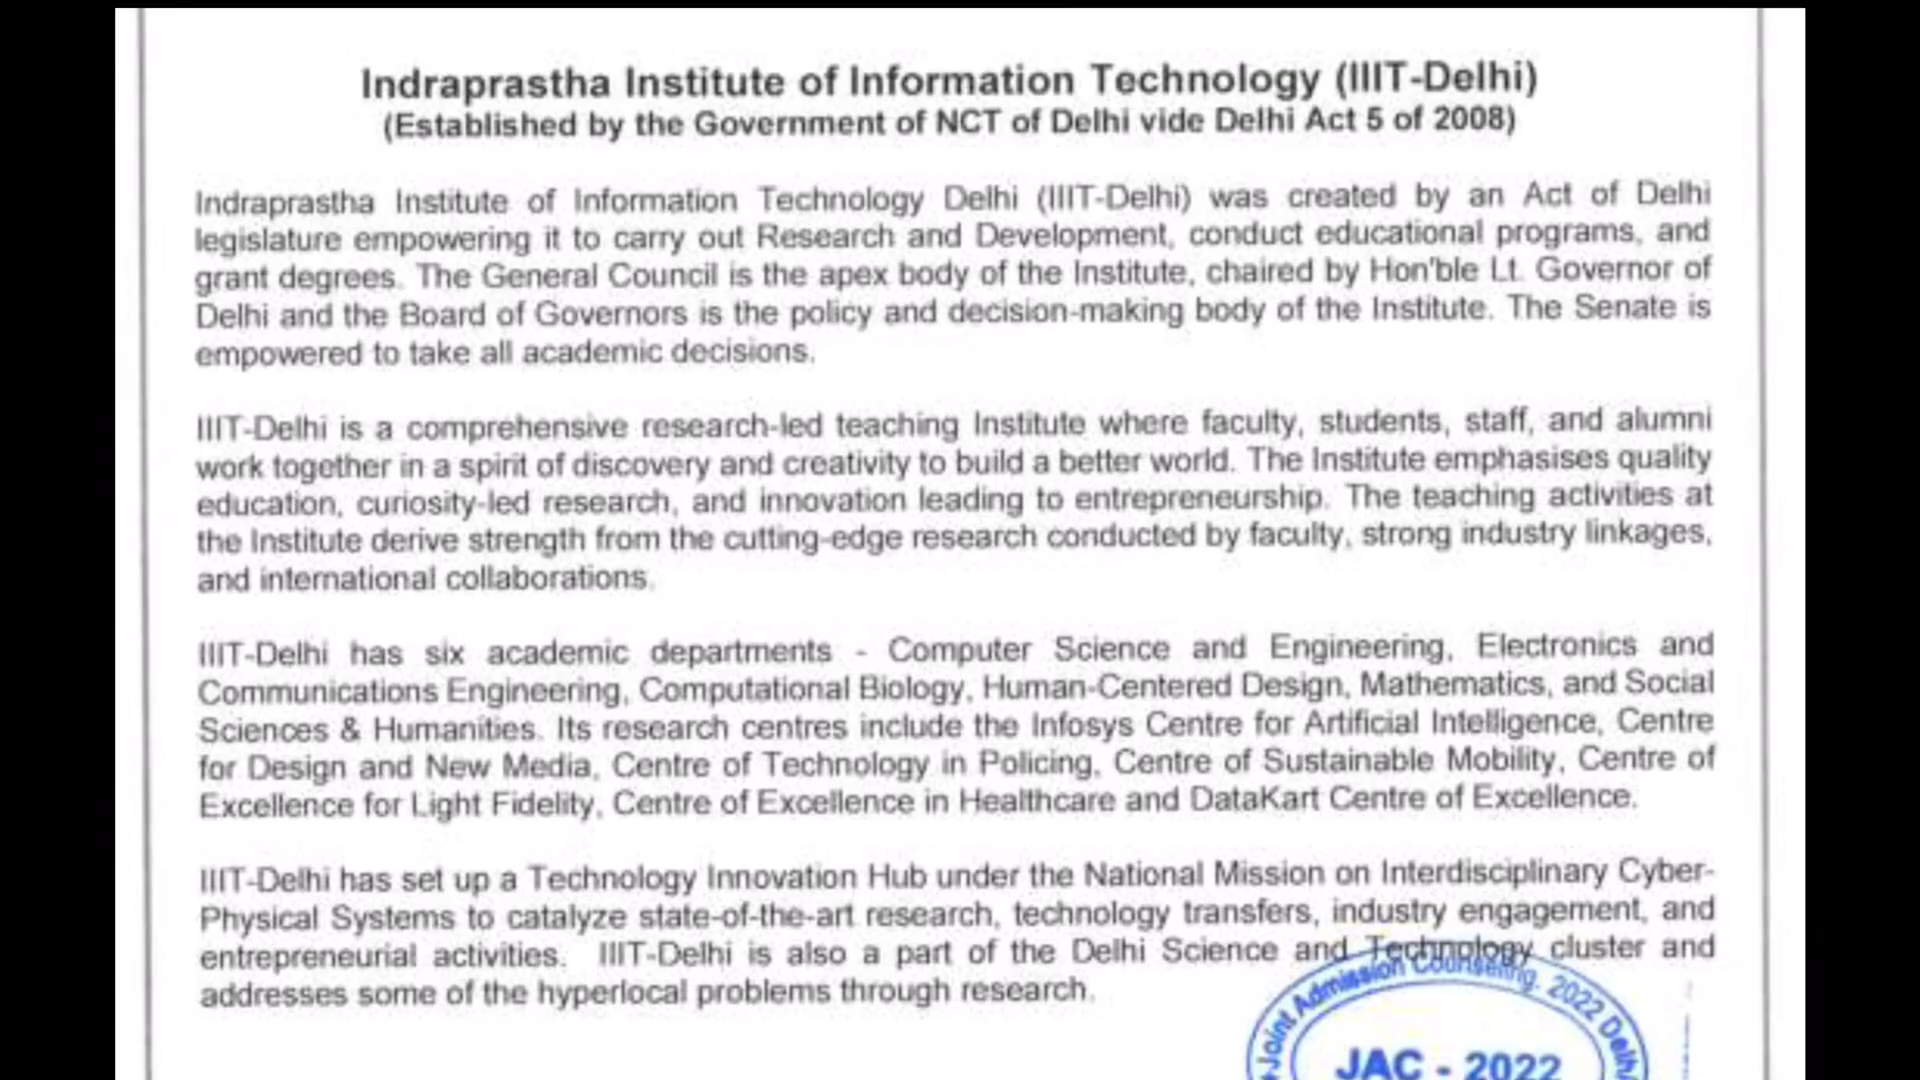 Indraprastha Institute of Information Technology (IIIT-Delhi)
(Established by the Government of NCT of Delhi vide Delhi Act 5 of 2008)
Indraprastha Institute of Information Technology Delhi (IIIT-Delhi) was created by an Act of Delhi
legislature empowering it to carry out Research and Development, conduct educational programs, and
grant degrees. The General Council is the apex body of the Institute, chaired by Hon'ble Lt. Governor of
Delhi and the Board of Governors is the policy and decision-making body of the Institute. The Senate is
empowered to take all academic decisions.
IIIT-Delhi is a comprehensive research-led teaching Institute where faculty, students, staff, and alumni
work together in a spirit of discovery and creativity to build a better world. The Institute emphasises quality
education, curiosity-led research, and innovation leading to entrepreneurship. The teaching activities at
the Institute derive strength from the cutting-edge research conducted by faculty, strong industry linkages,
and international collaborations.
IIIT-Delhi has six academic departments - Computer Science and Engineering, Electronics and
Communications Engineering, Computational Biology, Human-Centered Design, Mathematics, and Social
Sciences & Humanities. Its research centres include the Infosys Centre for Artificial Intelligence, Centre
for Design and New Media, Centre of Technology in Policing, Centre of Sustainable Mobility, Centre of
Excellence for Light Fidelity, Centre of Excellence in Healthcare and DataKart Centre of Excellence.
IIIT-Delhi has set up a Technology Innovation Hub under the National Mission on Interdisciplinary Cyber-
Physical Systems to catalyze state-of-the-art research, technology transfers, industry engagement, and
entrepreneurial activities. IIIT-Delhi is also a part of the Delhi Science and Technology cluster and
addresses some of the hyperlocal problems through research.
Joint Admission Counselling, 2022 Delhi
JAC - 2022